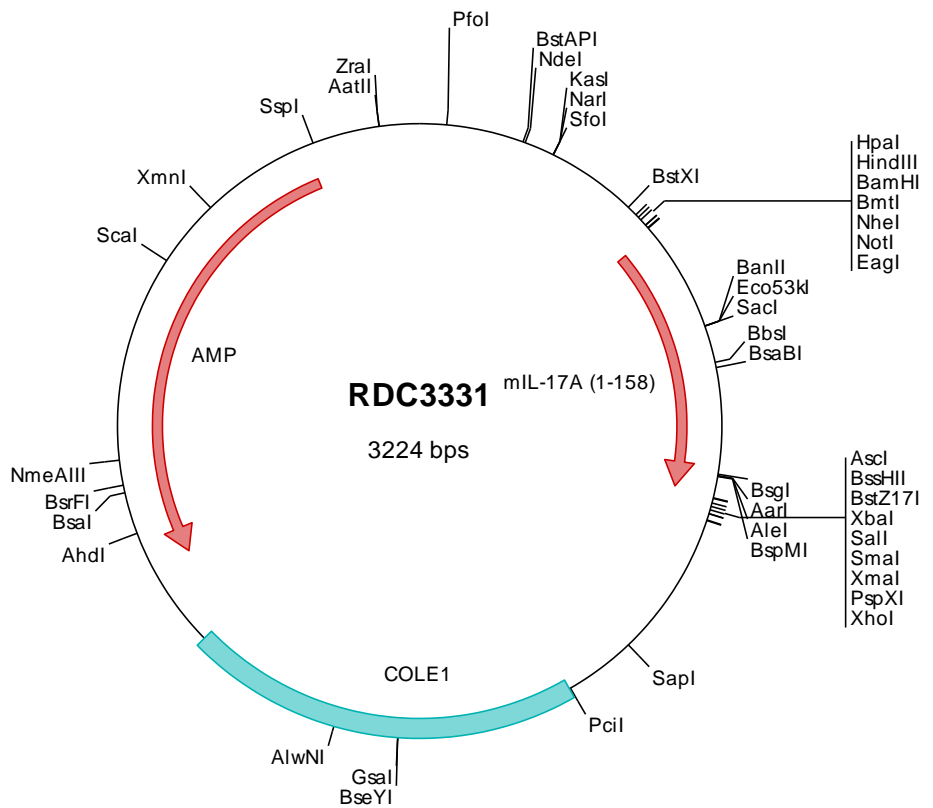 PfoI
BstAPI
NdeI
ZraI
AatII
KasI
NarI
SfoI
SspI
XmnI
BstXI
HpaI
HindIII
BamHI
BmtI
NheI
NotI
EagI
ScaI
BanII
Eco53kI
SacI
BbsI
BsaBI
AMP
mIL-17A (1-158)
RDC3331
3224 bps
NmeAIII
BsrFI
BsaI
AhdI
BsgI
AarI
AleI
BspMI
AscI
BssHII
BstZ17I
XbaI
SalI
SmaI
XmaI
PspXI
XhoI
COLE1
SapI
PciI
AlwNI
GsaI
BseYI